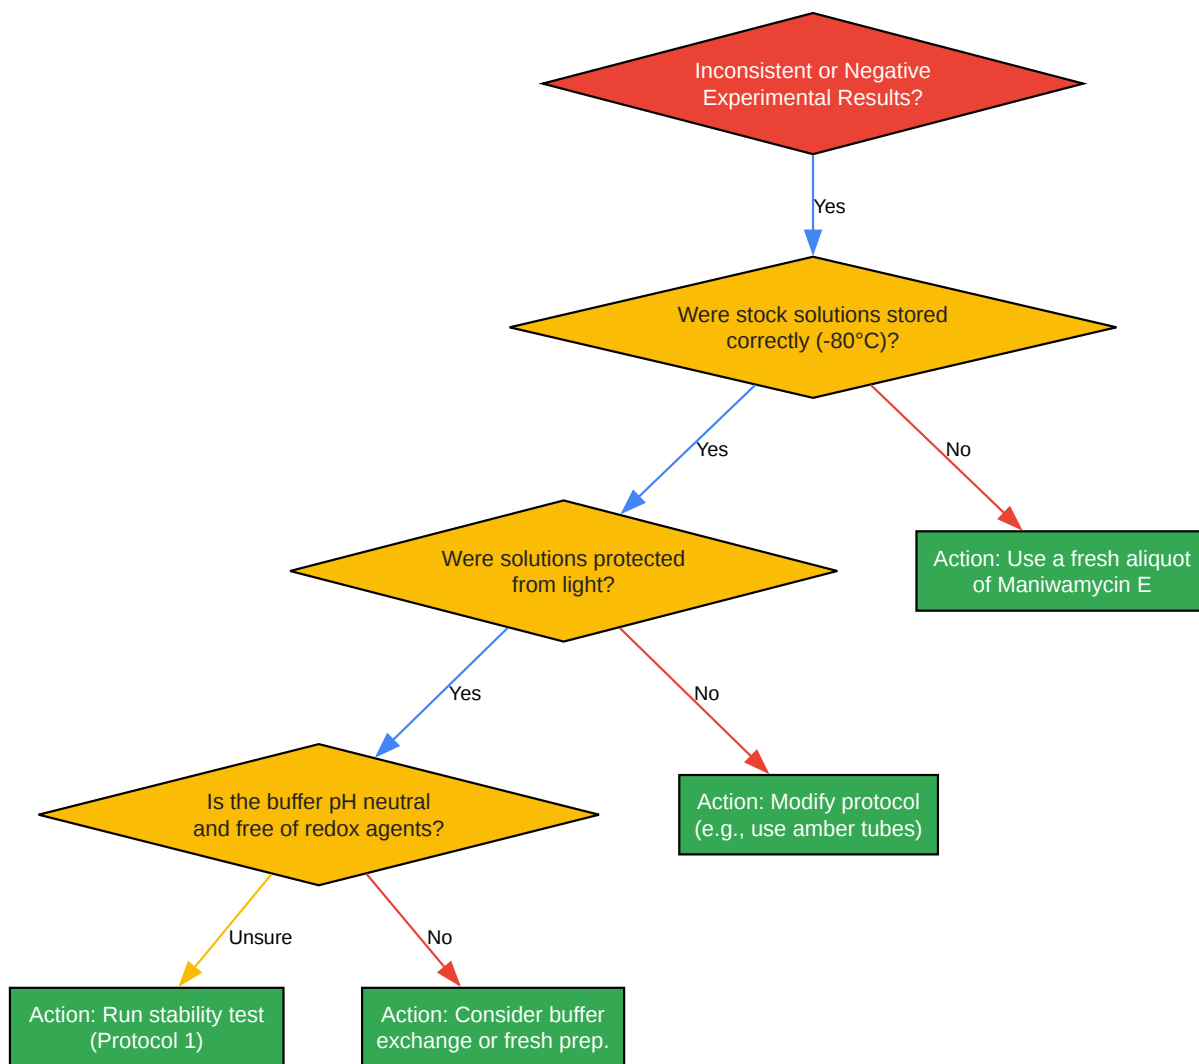 Inconsistent or Negative
Experimental Results?
Yes
Were stock solutions stored
correctly (-80°C)?
Yes
No
Were solutions protected
from light?
Action: Use a fresh aliquot
of Maniwamycin E
Yes
No
Is the buffer pH neutral
and free of redox agents?
Action: Modify protocol
(e.g., use amber tubes)
Unsure
No
Action: Run stability test
(Protocol 1)
Action: Consider buffer
exchange or fresh prep.